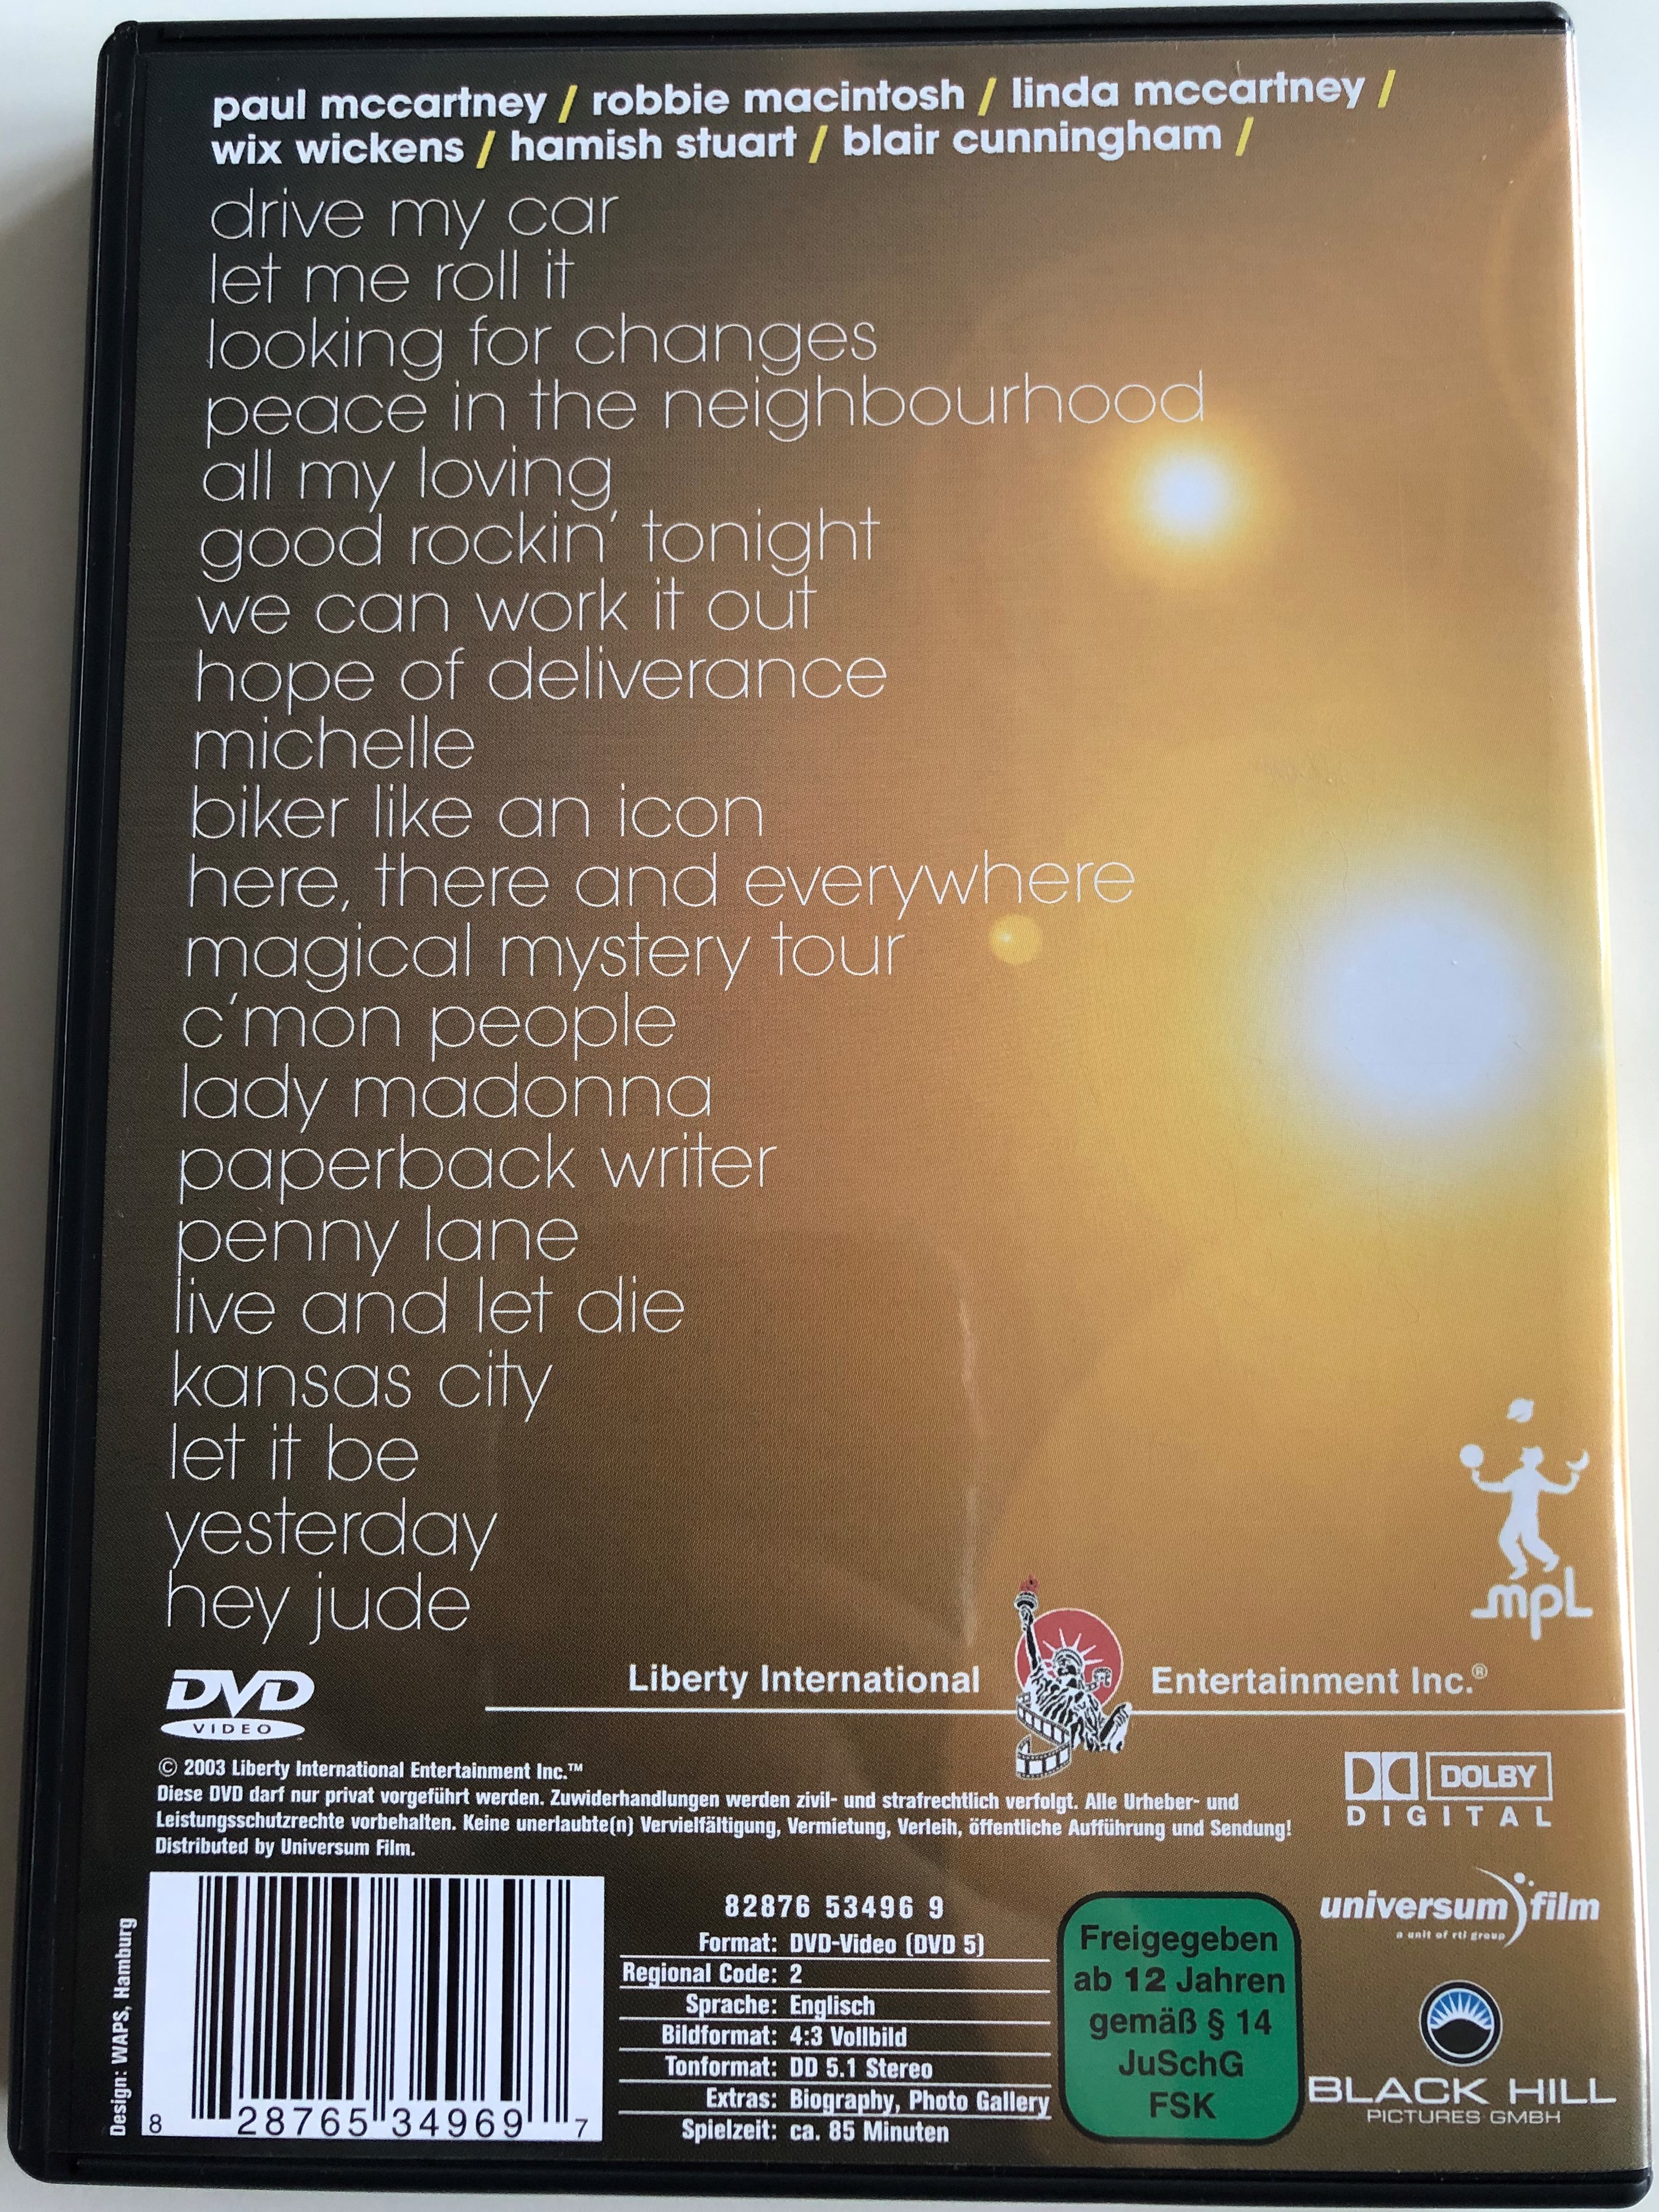 paul mccartney / robbie macintosh / linda mccartney /
wix wickens / hamish stuart / blair cunningham /
drive my car
let me roll it
looking for changes
peace in the neighbourhood
all my loving
good rockin' tonight
we can work it out
hope of deliverance
michelle
biker like an icon
here, there and everywhere
magical mystery tour
c'mon people
lady madonna
paperback writer
penny lane
live and let die
kansas city
let it be
yesterday
hey jude
mpL
DVD
VIDEO
Liberty International Entertainment Inc.®
© 2003 Liberty International Entertainment Inc.™
Diese DVD darf nur privat vorgeführt werden. Zuwiderhandlungen werden zivil- und strafrechtlich verfolgt. Alle Urheber- und
Leistungsschutzrechte vorbehalten. Keine unerlaubte(n) Vervielfältigung, Vermietung, Verleih, öffentliche Aufführung und Sendung!
Distributed by Universum Film.
DOLBY
DIGITAL
Design: WAPS, Hamburg
8 28765 34969 7
82876 53496 9
Format: DVD-Video (DVD 5)
Regional Code: 2
Sprache: Englisch
Bildformat: 4:3 Vollbild
Tonformat: DD 5.1 Stereo
Extras: Biography, Photo Gallery
Spielzeit: ca. 85 Minuten
Freigegeben
ab 12 Jahren
gemäß § 14
JuSchG
FSK
universum film
a unit of rtl group
BLACK HILL
PICTURES GMBH